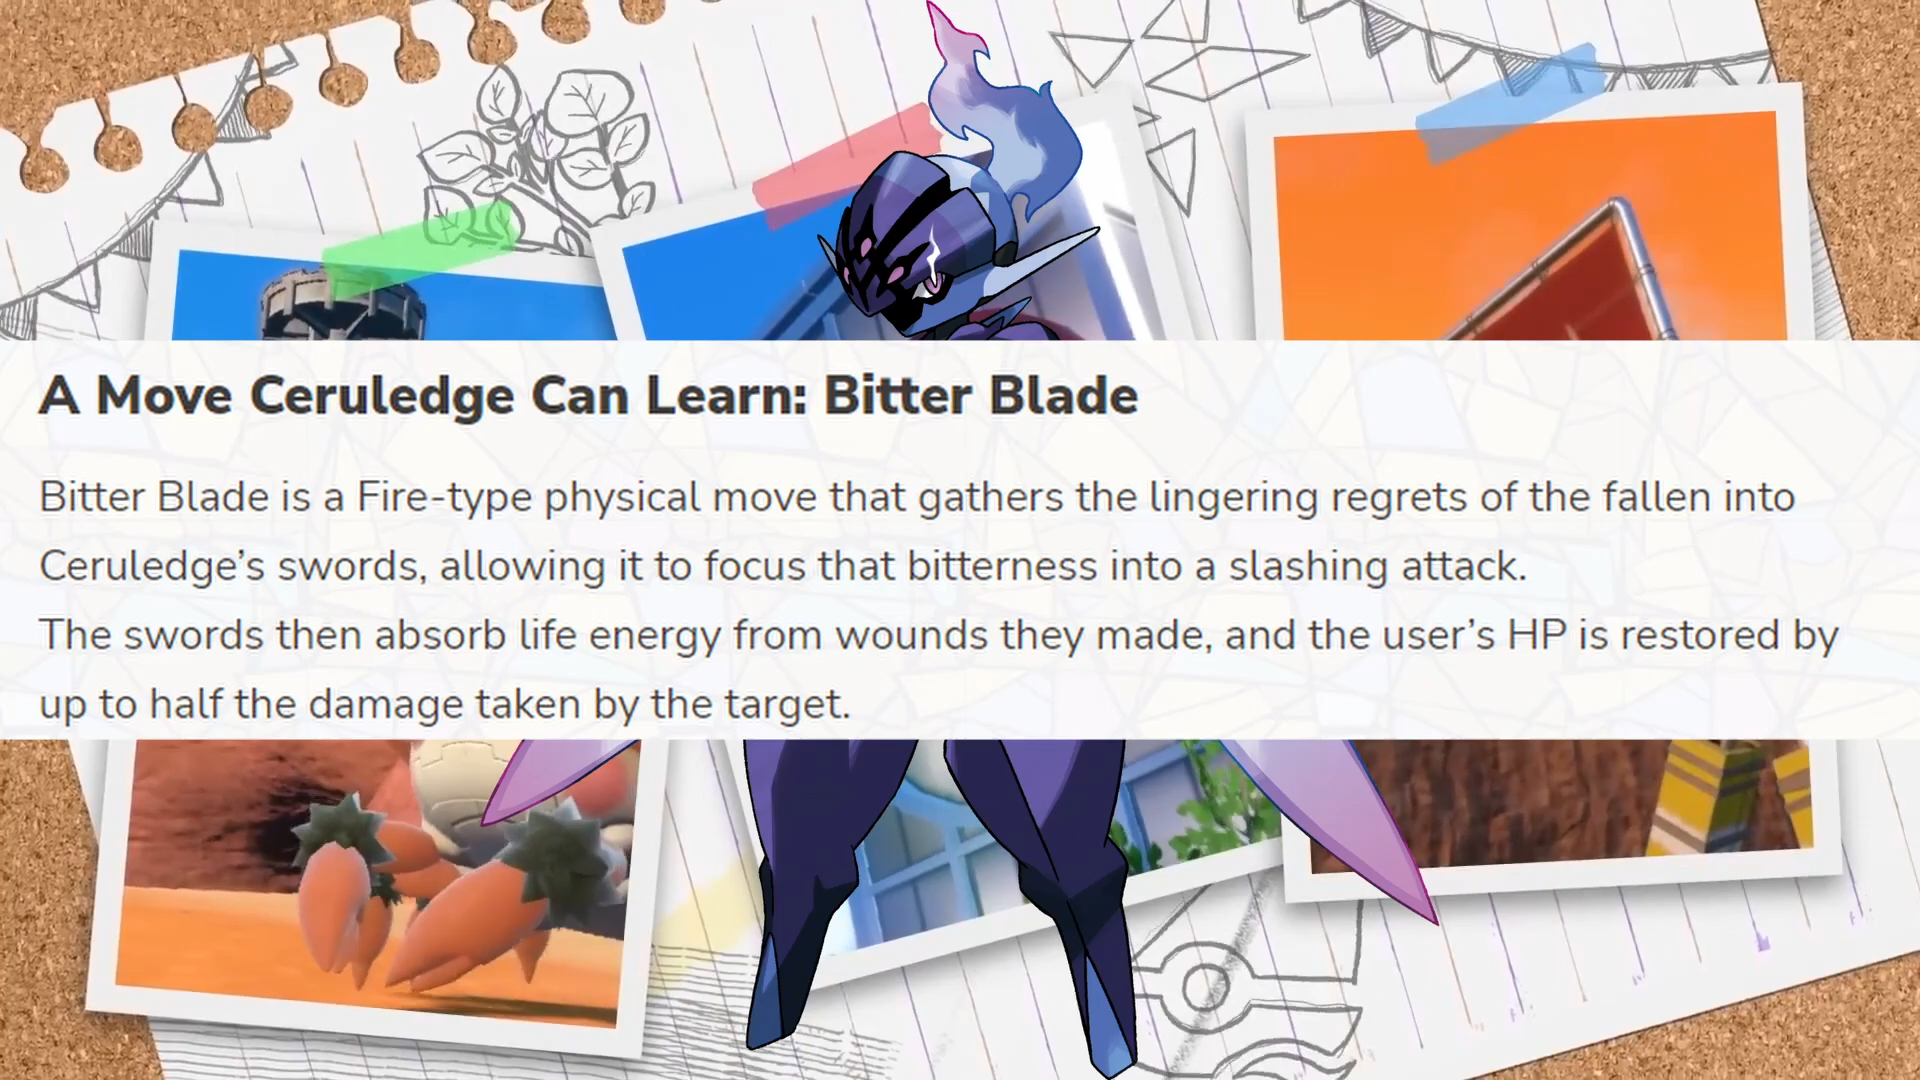 A Move Ceruledge Can Learn: Bitter Blade
Bitter Blade is a Fire-type physical move that gathers the lingering regrets of the fallen into
Ceruledge’s swords, allowing it to focus that bitterness into a slashing attack.
The swords then absorb life energy from wounds they made, and the user’s HP is restored by
up to half the damage taken by the target.